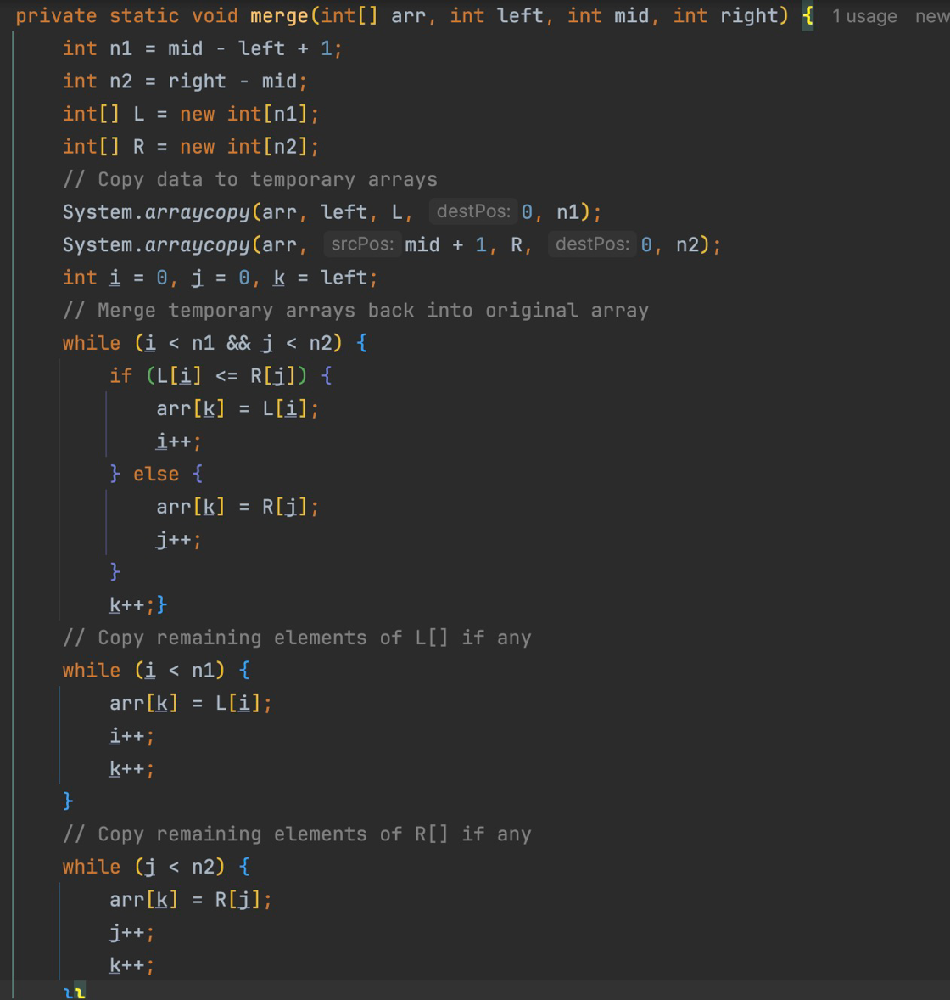 private static void merge(int[] arr, int left, int mid, int right) { 1 usage new
int n1 = mid - left + 1;
int n2 = right - mid;
int[] L = new int[n1];
int[] R = new int[n2];
// Copy data to temporary arrays
System.arraycopy(arr, left, L, destPos: 0, n1);
System.arraycopy(arr, srcPos: mid + 1, R, destPos: 0, n2);
int i = 0, j = 0, k = left;
// Merge temporary arrays back into original array
while (i < n1 && j < n2) {
if (L[i] <= R[j]) {
arr[k] = L[i];
i++;
} else {
arr[k] = R[j];
j++;
}
k++;}
// Copy remaining elements of L[] if any
while (i < n1) {
arr[k] = L[i];
i++;
k++;
}
// Copy remaining elements of R[] if any
while (j < n2) {
arr[k] = R[j];
j++;
k++;
}}